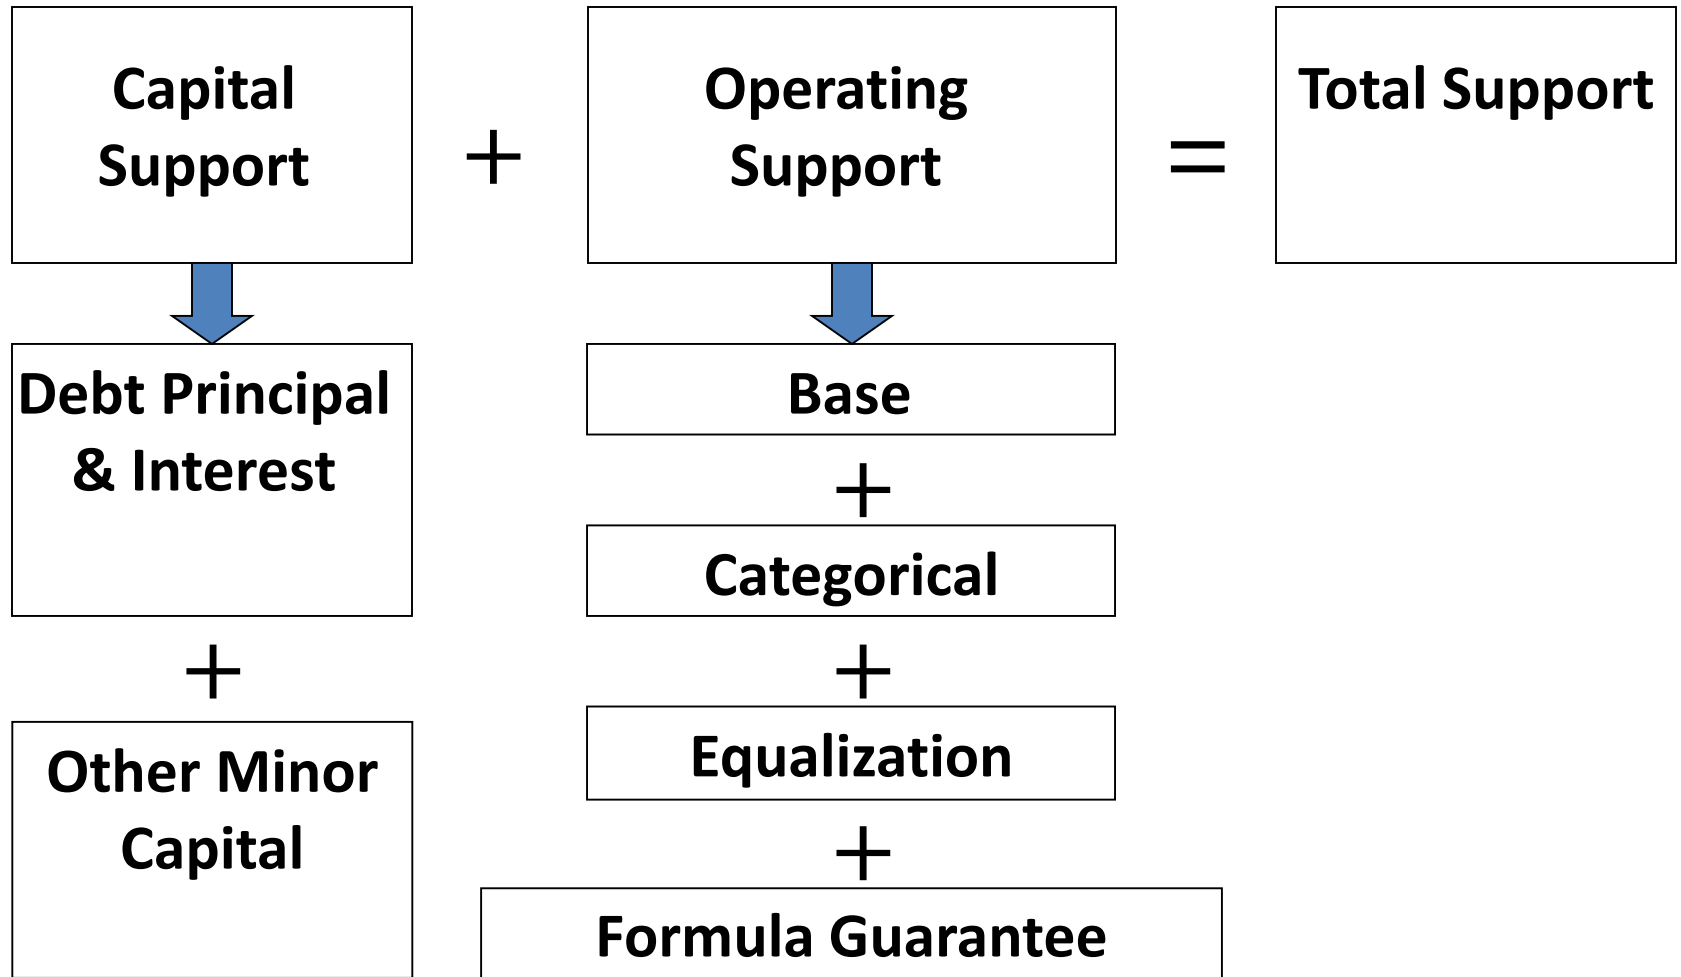 Capital
Support
+
Operating
Support
=
Total Support
Debt Principal
& Interest
+
Other Minor
Capital
Base
+
Categorical
+
Equalization
+
Formula Guarantee